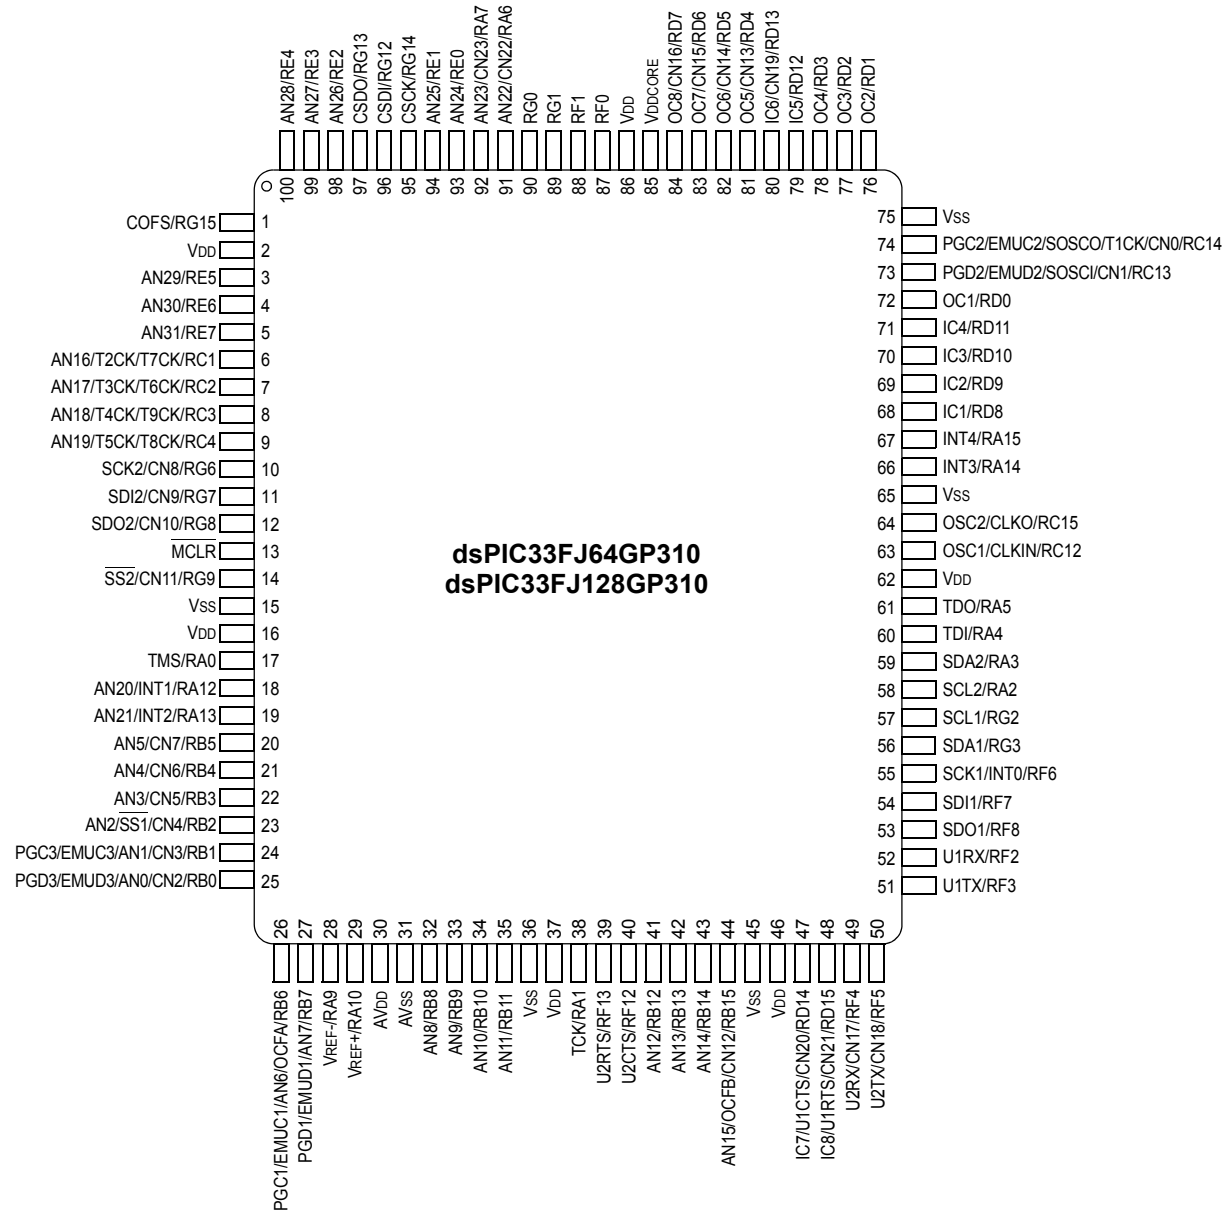 AN28/RE4
AN27/RE3
AN26/RE2
CSDO/RG13
CSDI/RG12
CSCK/RG14
AN25/RE1
AN24/RE0
AN23/CN23/RA7
AN22/CN22/RA6
RG0
RG1
RF1
RF0
VDD
VDDCORE
OC8/CN16/RD7
OC7/CN15/RD6
OC6/CN14/RD5
OC5/CN13/RD4
IC6/CN19/RD13
IC5/RD12
OC4/RD3
OC3/RD2
OC2/RD1
100 99 98 97 96 95 94 93 92 91 90 89 88 87 86 85 84 83 82 81 80 79 78 77 76
COFS/RG15 1
VDD 2
AN29/RE5 3
AN30/RE6 4
AN31/RE7 5
AN16/T2CK/T7CK/RC1 6
AN17/T3CK/T6CK/RC2 7
AN18/T4CK/T9CK/RC3 8
AN19/T5CK/T8CK/RC4 9
SCK2/CN8/RG6 10
SDI2/CN9/RG7 11
SDO2/CN10/RG8 12
MCLR 13
SS2/CN11/RG9 14
VSS 15
VDD 16
TMS/RA0 17
AN20/INT1/RA12 18
AN21/INT2/RA13 19
AN5/CN7/RB5 20
AN4/CN6/RB4 21
AN3/CN5/RB3 22
AN2/SS1/CN4/RB2 23
PGC3/EMUC3/AN1/CN3/RB1 24
PGD3/EMUD3/AN0/CN2/RB0 25
dsPIC33FJ64GP310
dsPIC33FJ128GP310
75 VSS
74 PGC2/EMUC2/SOSCO/T1CK/CN0/RC14
73 PGD2/EMUD2/SOSCI/CN1/RC13
72 OC1/RD0
71 IC4/RD11
70 IC3/RD10
69 IC2/RD9
68 IC1/RD8
67 INT4/RA15
66 INT3/RA14
65 VSS
64 OSC2/CLKO/RC15
63 OSC1/CLKIN/RC12
62 VDD
61 TDO/RA5
60 TDI/RA4
59 SDA2/RA3
58 SCL2/RA2
57 SCL1/RG2
56 SDA1/RG3
55 SCK1/INT0/RF6
54 SDI1/RF7
53 SDO1/RF8
52 U1RX/RF2
51 U1TX/RF3
26 27 28 29 30 31 32 33 34 35 36 37 38 39 40 41 42 43 44 45 46 47 48 49 50
PGC1/EMUC1/AN6/OCFA/RB6
PGD1/EMUD1/AN7/RB7
VREF-/RA9
VREF+/RA10
AVDD
AVSS
AN8/RB8
AN9/RB9
AN10/RB10
AN11/RB11
VSS
VDD
TCK/RA1
U2RTS/RF13
U2CTS/RF12
AN12/RB12
AN13/RB13
AN14/RB14
AN15/OCFB/CN12/RB15
VSS
VDD
IC7/U1CTS/CN20/RD14
IC8/U1RTS/CN21/RD15
U2RX/CN17/RF4
U2TX/CN18/RF5